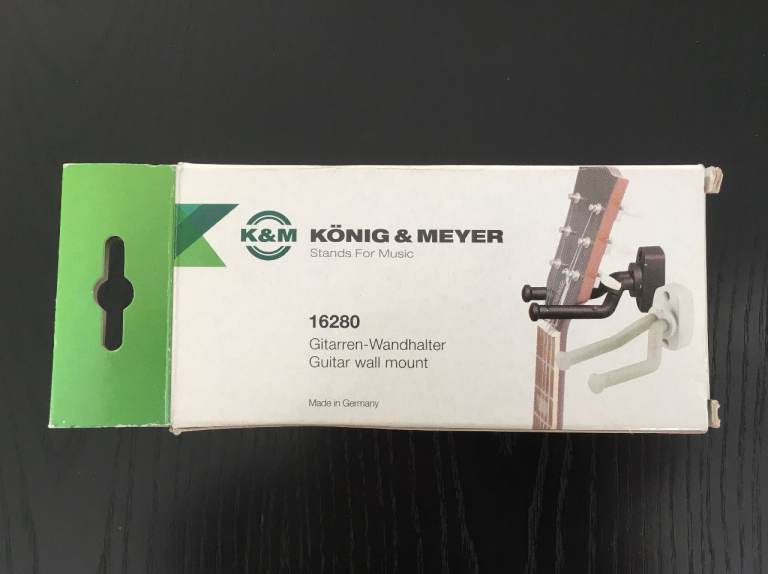 K&M KÖNIG & MEYER
Stands For Music
16280
Gitarren-Wandhalter
Guitar wall mount
Made in Germany